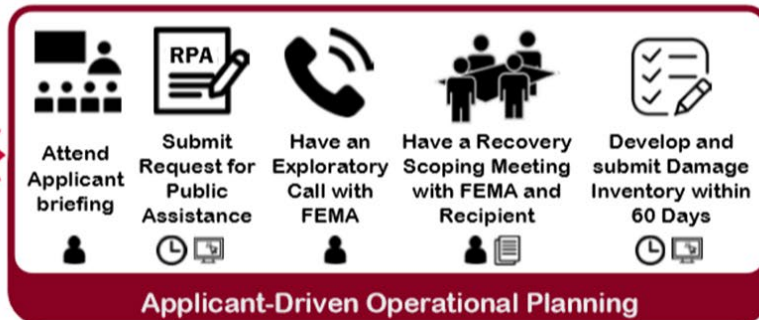 Attend
Applicant
briefing
RPA
Submit
Request for
Public
Assistance
Have an
Exploratory
Call with
FEMA
Have a Recovery
Scoping Meeting
with FEMA and
Recipient
Develop and
submit Damage
Inventory within
60 Days
Applicant-Driven Operational Planning